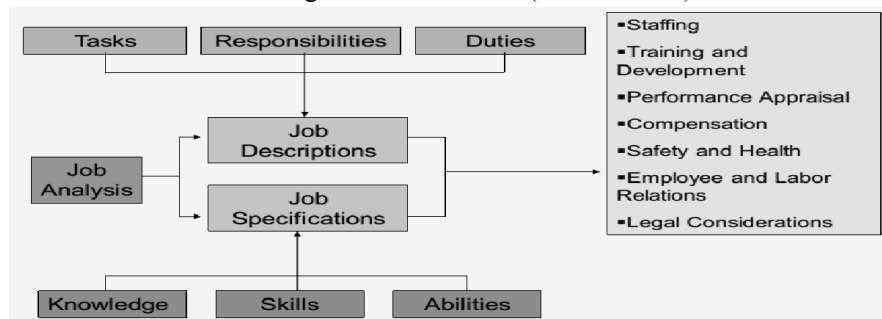 Tasks
Responsibilities
Duties
▪Staffing
▪Training and
Development
▪Performance Appraisal
▪Compensation
▪Safety and Health
▪Employee and Labor
Relations
▪Legal Considerations
Job
Descriptions
Job
Analysis
Job
Specifications
Knowledge
Skills
Abilities